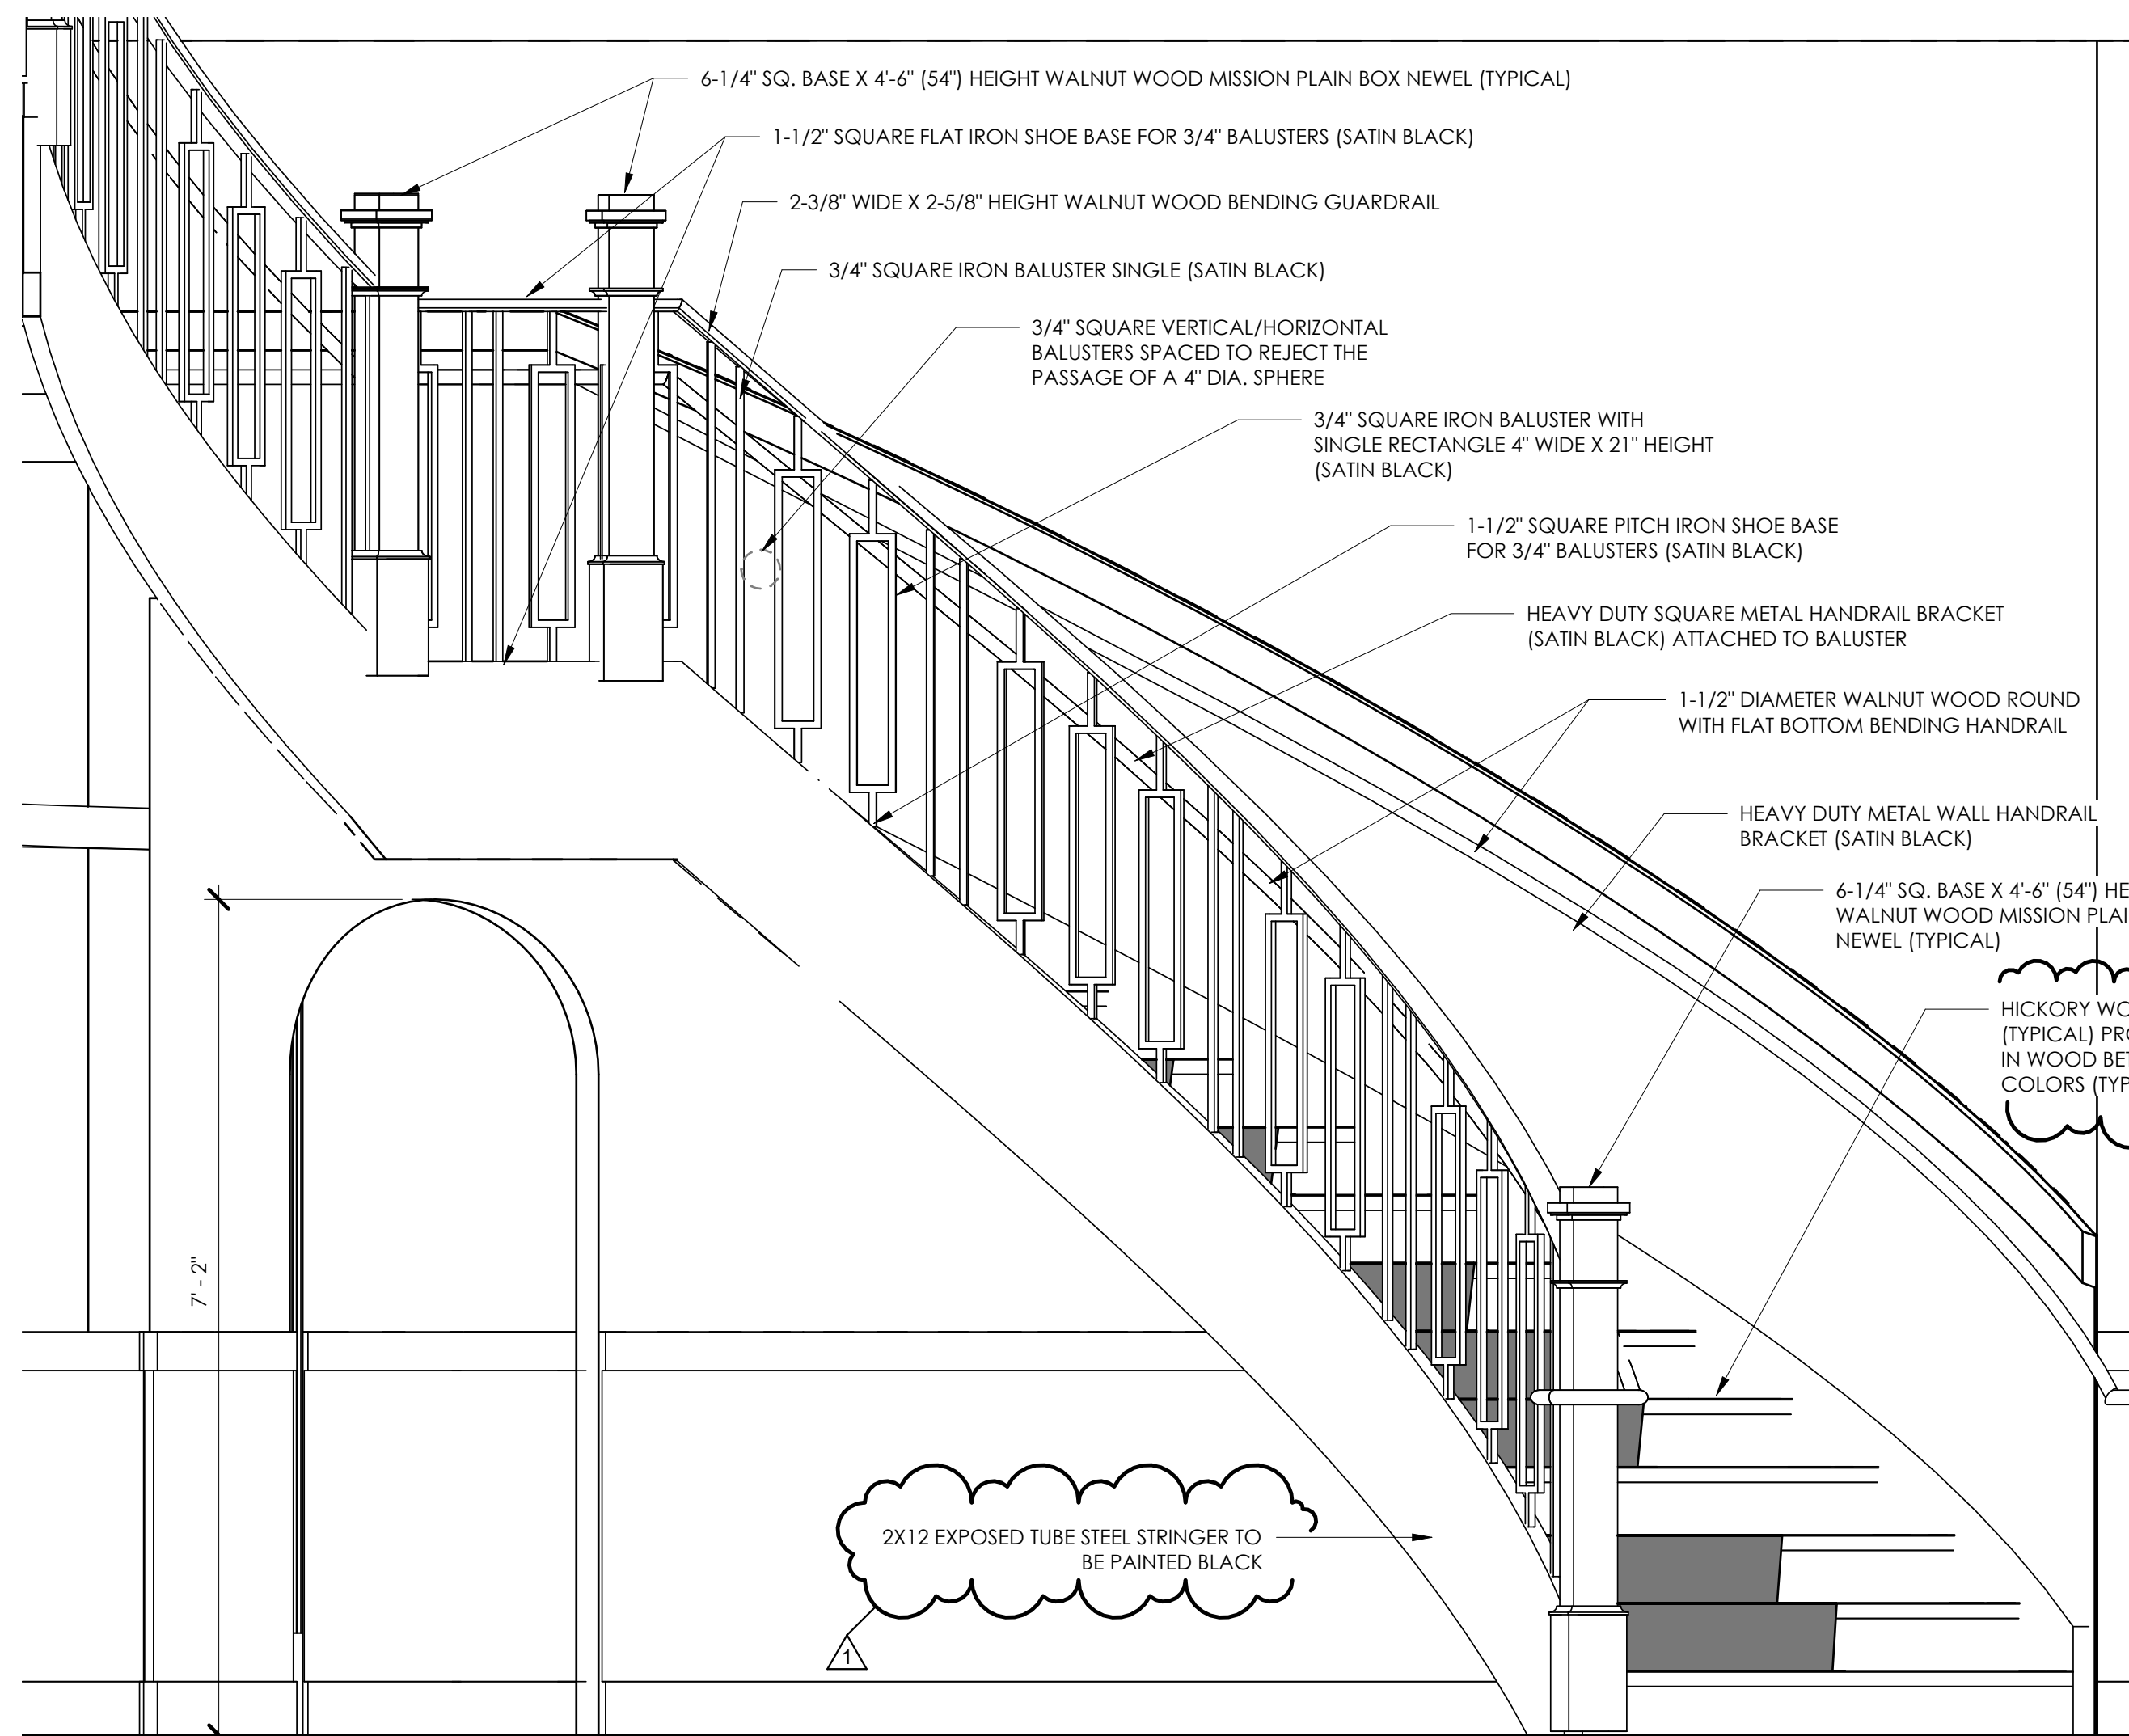 6-1/4" SQ. BASE X 4'-6" (54") HEIGHT WALNUT WOOD MISSION PLAIN BOX NEWEL (TYPICAL)
1-1/2" SQUARE FLAT IRON SHOE BASE FOR 3/4" BALUSTERS (SATIN BLACK)
2-3/8" WIDE X 2-5/8" HEIGHT WALNUT WOOD BENDING GUARDRAIL
3/4" SQUARE IRON BALUSTER SINGLE (SATIN BLACK)
3/4" SQUARE VERTICAL/HORIZONTAL
BALUSTERS SPACED TO REJECT THE
PASSAGE OF A 4" DIA. SPHERE
3/4" SQUARE IRON BALUSTER WITH
SINGLE RECTANGLE 4" WIDE X 21" HEIGHT
(SATIN BLACK)
1-1/2" SQUARE PITCH IRON SHOE BASE
FOR 3/4" BALUSTERS (SATIN BLACK)
HEAVY DUTY SQUARE METAL HANDRAIL BRACKET
(SATIN BLACK) ATTACHED TO BALUSTER
1-1/2" DIAMETER WALNUT WOOD ROUND
WITH FLAT BOTTOM BENDING HANDRAIL
HEAVY DUTY METAL WALL HANDRAIL
BRACKET (SATIN BLACK)
6-1/4" SQ. BASE X 4'-6" (54")
WALNUT WOOD MISSION
NEWEL (TYPICAL)
HICKORY
(TYPICAL)
IN WOOD
COLORS
7' - 2"
2X12 EXPOSED TUBE STEEL STRINGER TO
BE PAINTED BLACK
1